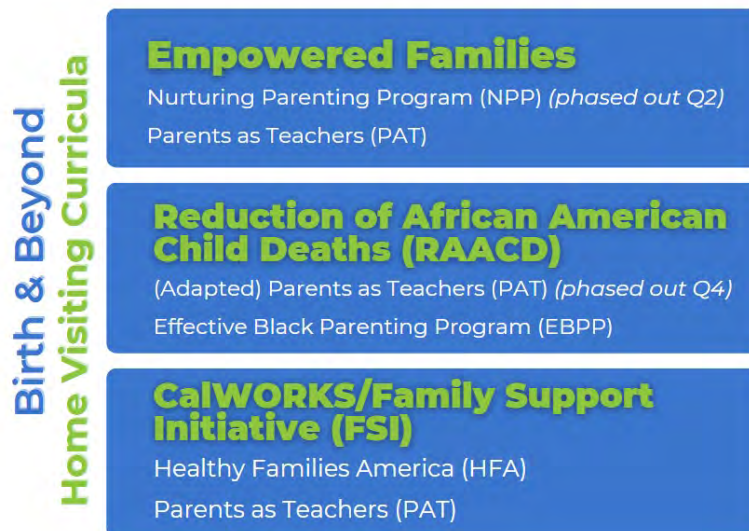 Birth & Beyond
Home Visiting Curricula
Empowered Families
Nurturing Parenting Program (NPP) (phased out Q2)
Parents as Teachers (PAT)
Reduction of African American
Child Deaths (RAACD)
(Adapted) Parents as Teachers (PAT) (phased out Q4)
Effective Black Parenting Program (EBPP)
CalWORKS/Family Support
Initiative (FSI)
Healthy Families America (HFA)
Parents as Teachers (PAT)